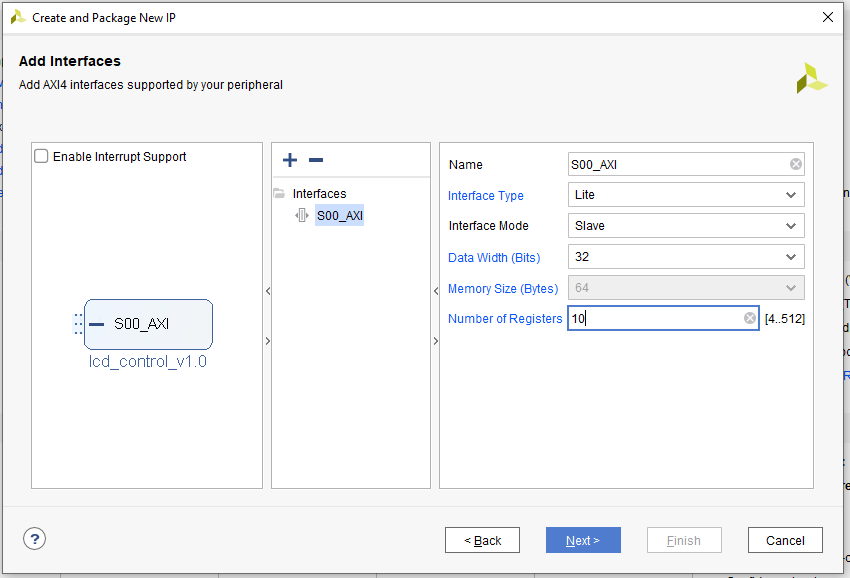 Create and Package New IP
Add Interfaces
Add AXI4 interfaces supported by your peripheral
Enable Interrupt Support
S00_AXI
lcd_control_v1.0
Interfaces
S00_AXI
Name S00_AXI
Interface Type Lite
Interface Mode Slave
Data Width (Bits) 32
Memory Size (Bytes) 64
Number of Registers 10 [4..512]
? < Back Next > Finish Cancel